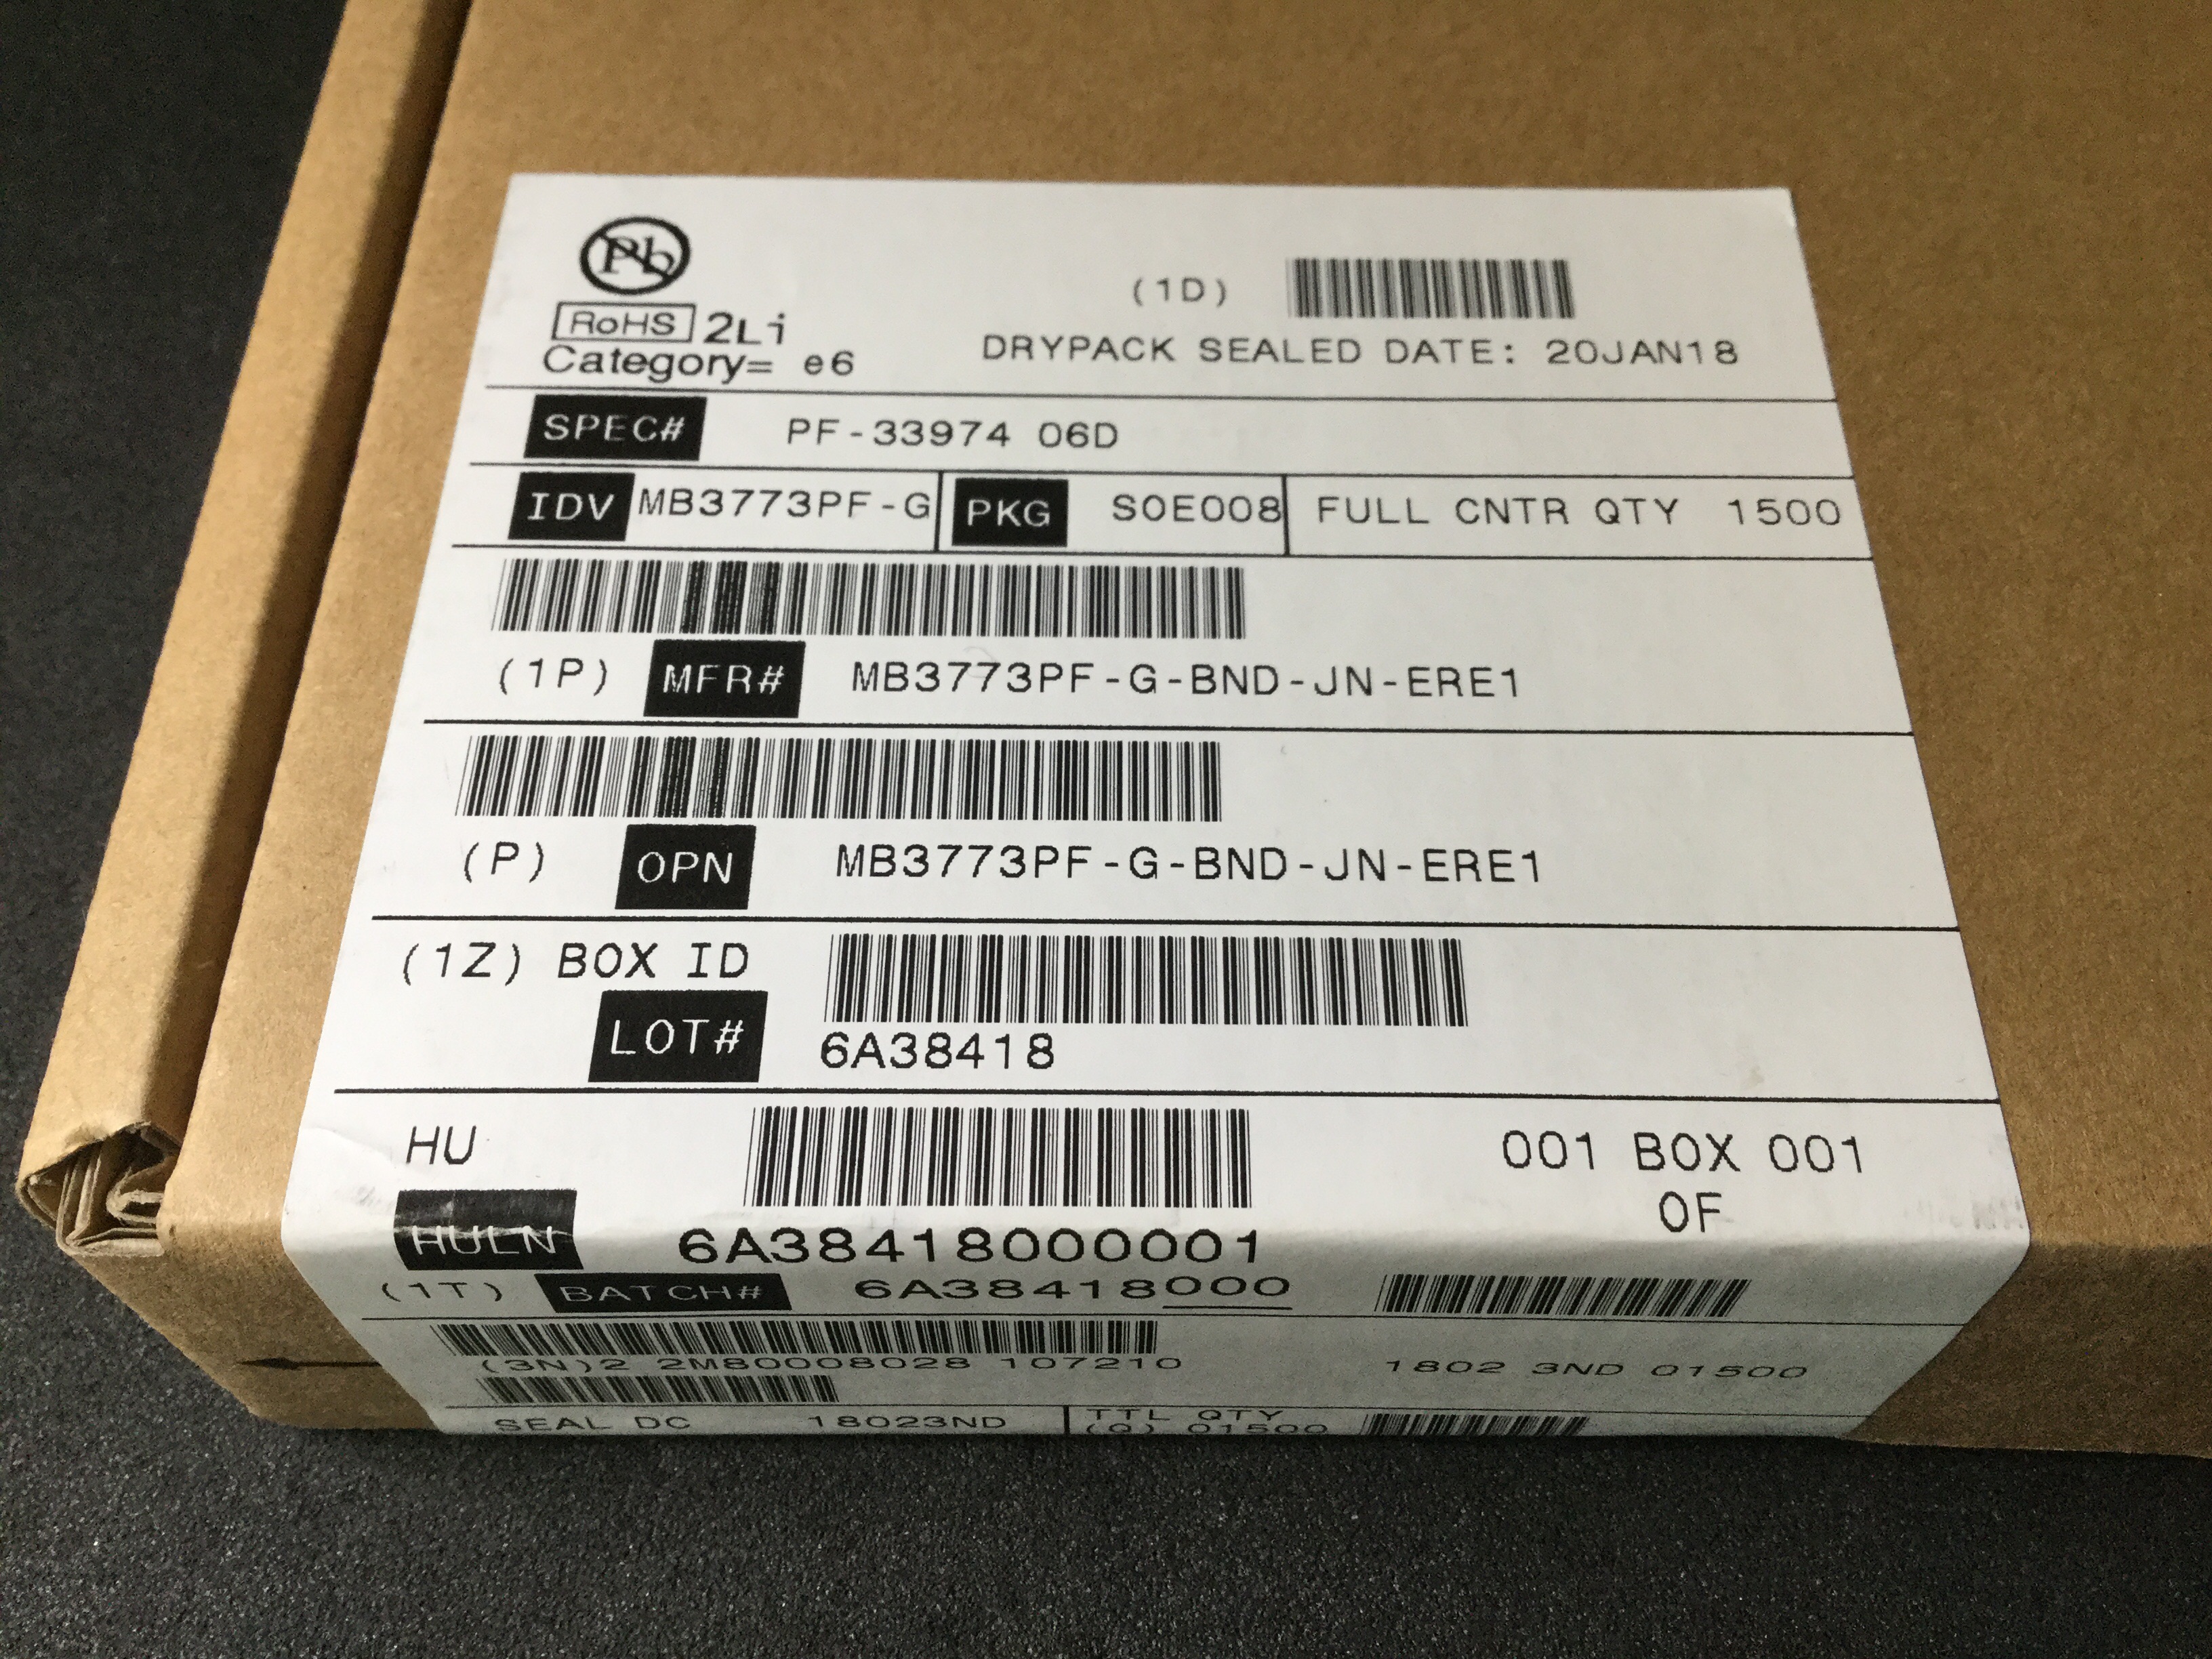 Pb
(1D)
RoHS 2Li
Category= e6
DRYPACK SEALED DATE: 20JAN18
SPEC# PF-33974 06D
IDV MB3773PF-G PKG SOE008 FULL CNTR QTY 1500
(1P) MFR# MB3773PF-G-BND-JN-ERE1
(P) OPN MB3773PF-G-BND-JN-ERE1
(1Z) BOX ID
LOT# 6A38418
HU
001 BOX 001
OF
HULN 6A38418000001
(1T) BATCH# 6A38418000
(3N)2 2M80008028 107210
1802 3ND 01500
SEAL DC 18023ND
TTL QTY
(Q) 01500